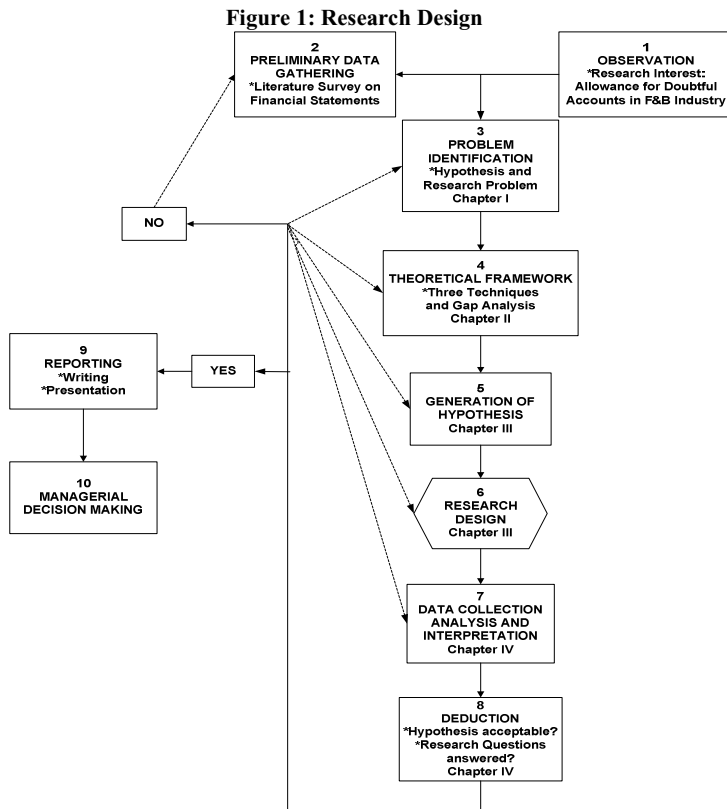 Figure 1: Research Design
2
PRELIMINARY DATA
GATHERING
*Literature Survey on
Financial Statements
1
OBSERVATION
*Research Interest:
Allowance for Doubtful
Accounts in F&B Industry
3
PROBLEM
IDENTIFICATION
*Hypothesis and
Research Problem
Chapter I
NO
4
THEORETICAL FRAMEWORK
*Three Techniques
and Gap Analysis
Chapter II
9
REPORTING
*Writing
*Presentation
YES
5
GENERATION OF
HYPOTHESIS
Chapter III
10
MANAGERIAL
DECISION MAKING
6
RESEARCH
DESIGN
Chapter III
7
DATA COLLECTION
ANALYSIS AND
INTERPRETATION
Chapter IV
8
DEDUCTION
*Hypothesis acceptable?
*Research Questions
answered?
Chapter IV